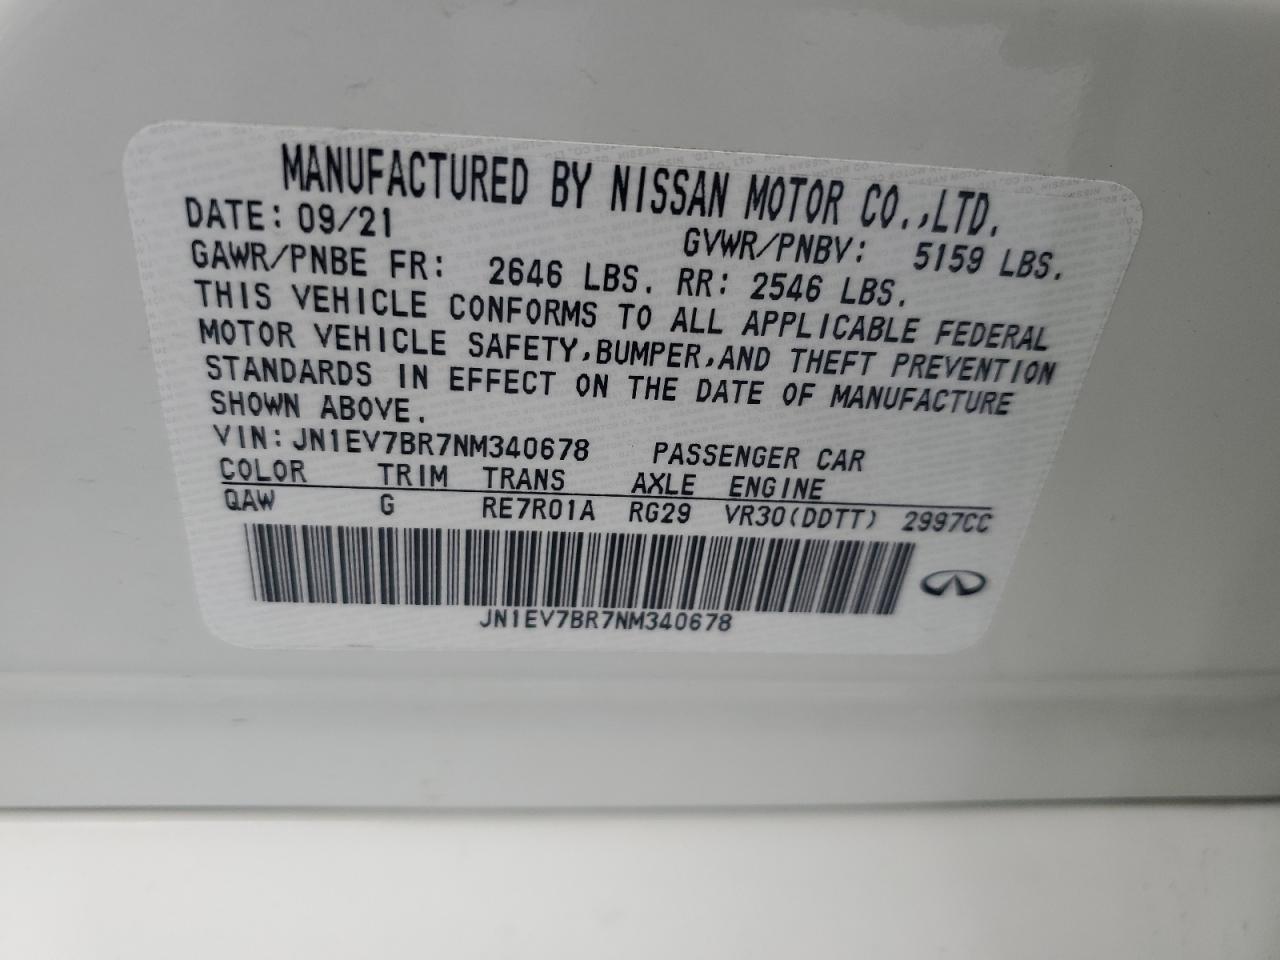 MANUFACTURED BY NISSAN MOTOR CO.,LTD.
DATE: 09/21 GVWR/PNBV: 5159 LBS.
GAWR/PNBE FR: 2646 LBS. RR: 2546 LBS.
THIS VEHICLE CONFORMS TO ALL APPLICABLE FEDERAL
MOTOR VEHICLE SAFETY,BUMPER,AND THEFT PREVENTION
STANDARDS IN EFFECT ON THE DATE OF MANUFACTURE
SHOWN ABOVE.
VIN: JN1EV7BR7NM340678 PASSENGER CAR
COLOR TRIM TRANS AXLE ENGINE
QAW G RE7R01A RG29 VR30(DDTT) 2997CC
JN1EV7BR7NM340678